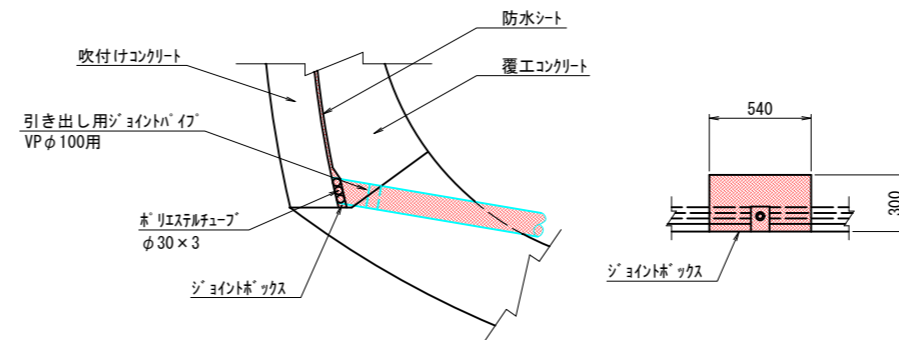 防水シート
吹付けコンクリート
覆工コンクリート
引き出し用ジョイントパイプ
VPφ100用
ポリエステルチューブ
φ30×3
ジョイントボックス
540
300
ジョイントボックス